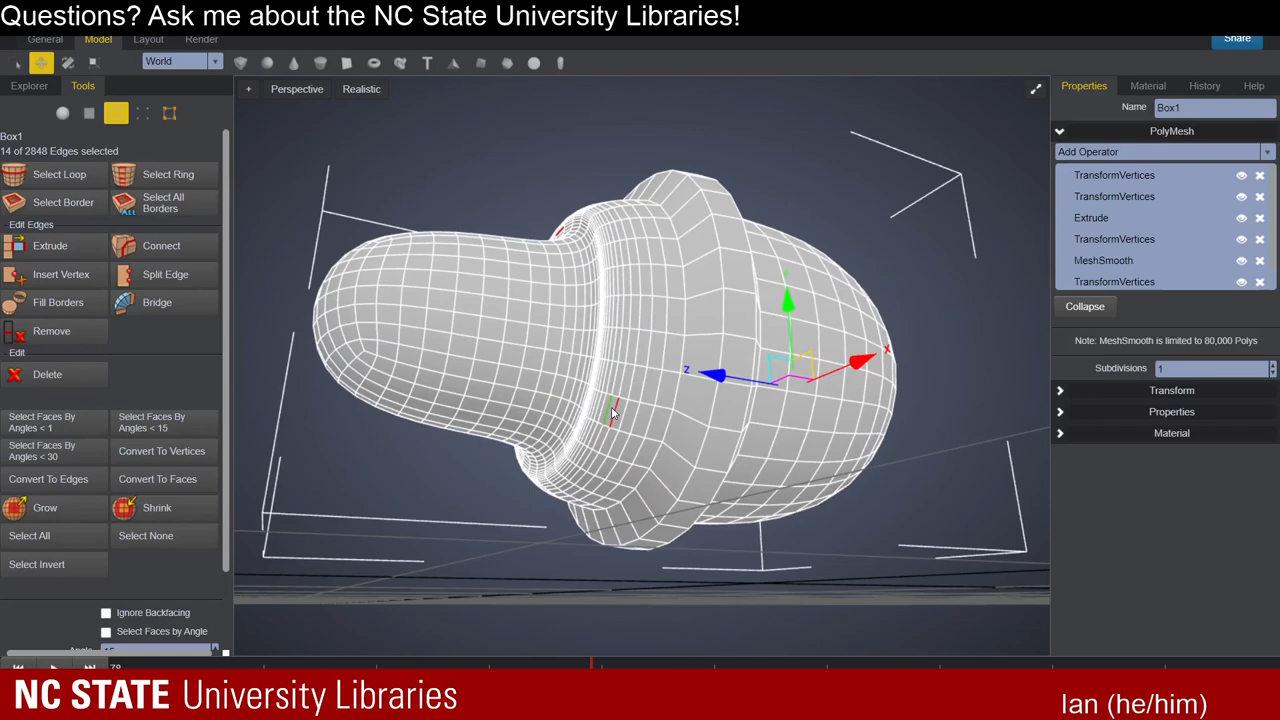 Questions? Ask me about the NC State University Libraries!
General Model Layout Render Share
World
Explorer Tools + Perspective Realistic Properties Material History Help
Name Box1
Box1 PolyMesh
14 of 2848 Edges selected Add Operator
Select Loop Select Ring TransformVertices
Select Border Select All Borders TransformVertices
Edit Edges Extrude
Extrude Connect TransformVertices
MeshSmooth
Insert Vertex Split Edge TransformVertices
Fill Borders Bridge Collapse
Remove Note: MeshSmooth is limited to 80,000 Polys
Edit
Delete Subdivisions 1
Transform
Select Faces By Angles < 1 Select Faces By Angles < 15 Properties
Material
Select Faces By Angles < 30 Convert To Vertices
Convert To Edges Convert To Faces
Grow Shrink
Select All Select None
Select Invert
Ignore Backfacing
Select Faces by Angle
Y
X
Z
NC STATE University Libraries
Ian (he/him)